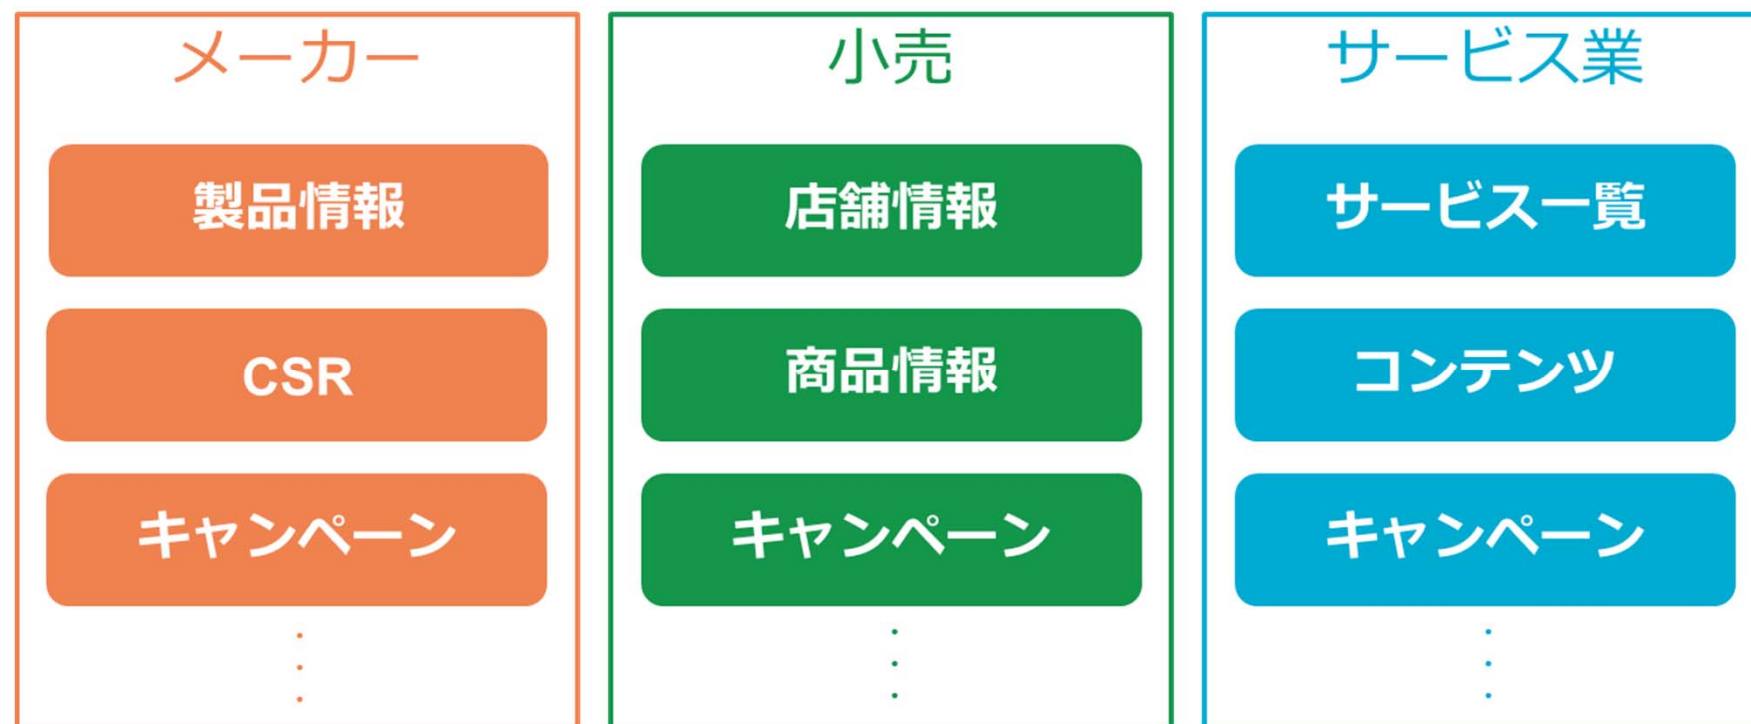 メーカー
製品情報
CSR
キャンペーン
小売
店舗情報
商品情報
キャンペーン
サービス業
サービス一覧
コンテンツ
キャンペーン